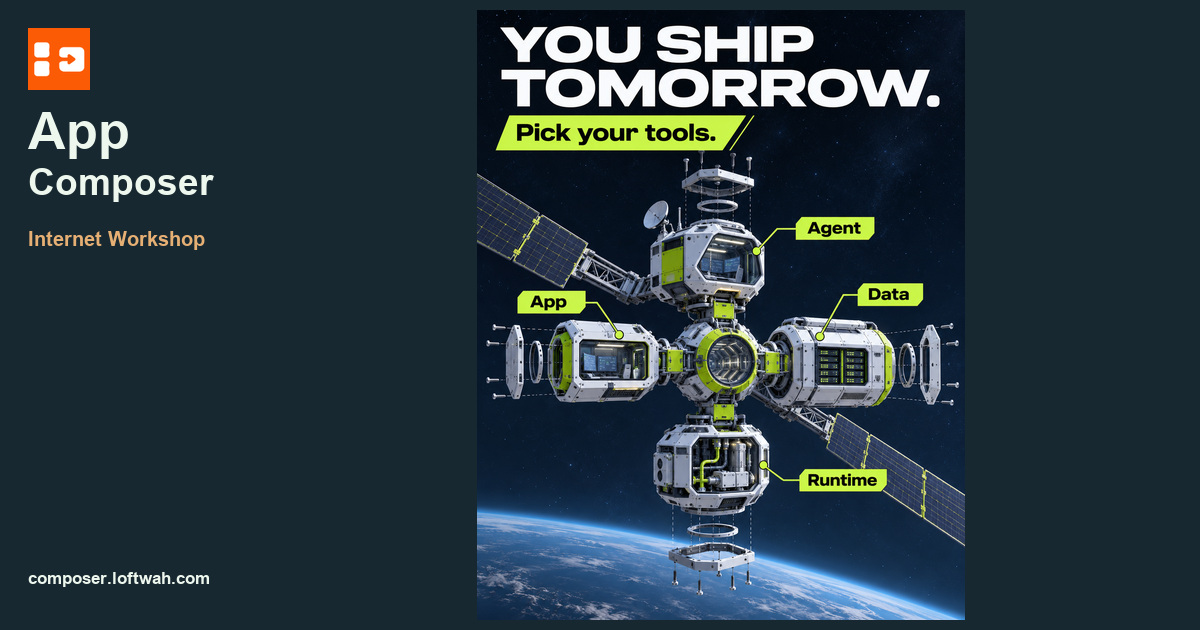 App
Composer
Internet Workshop
composer.loftwah.com
YOU SHIP
TOMORROW.
Pick your tools.
Agent
App
Data
Runtime